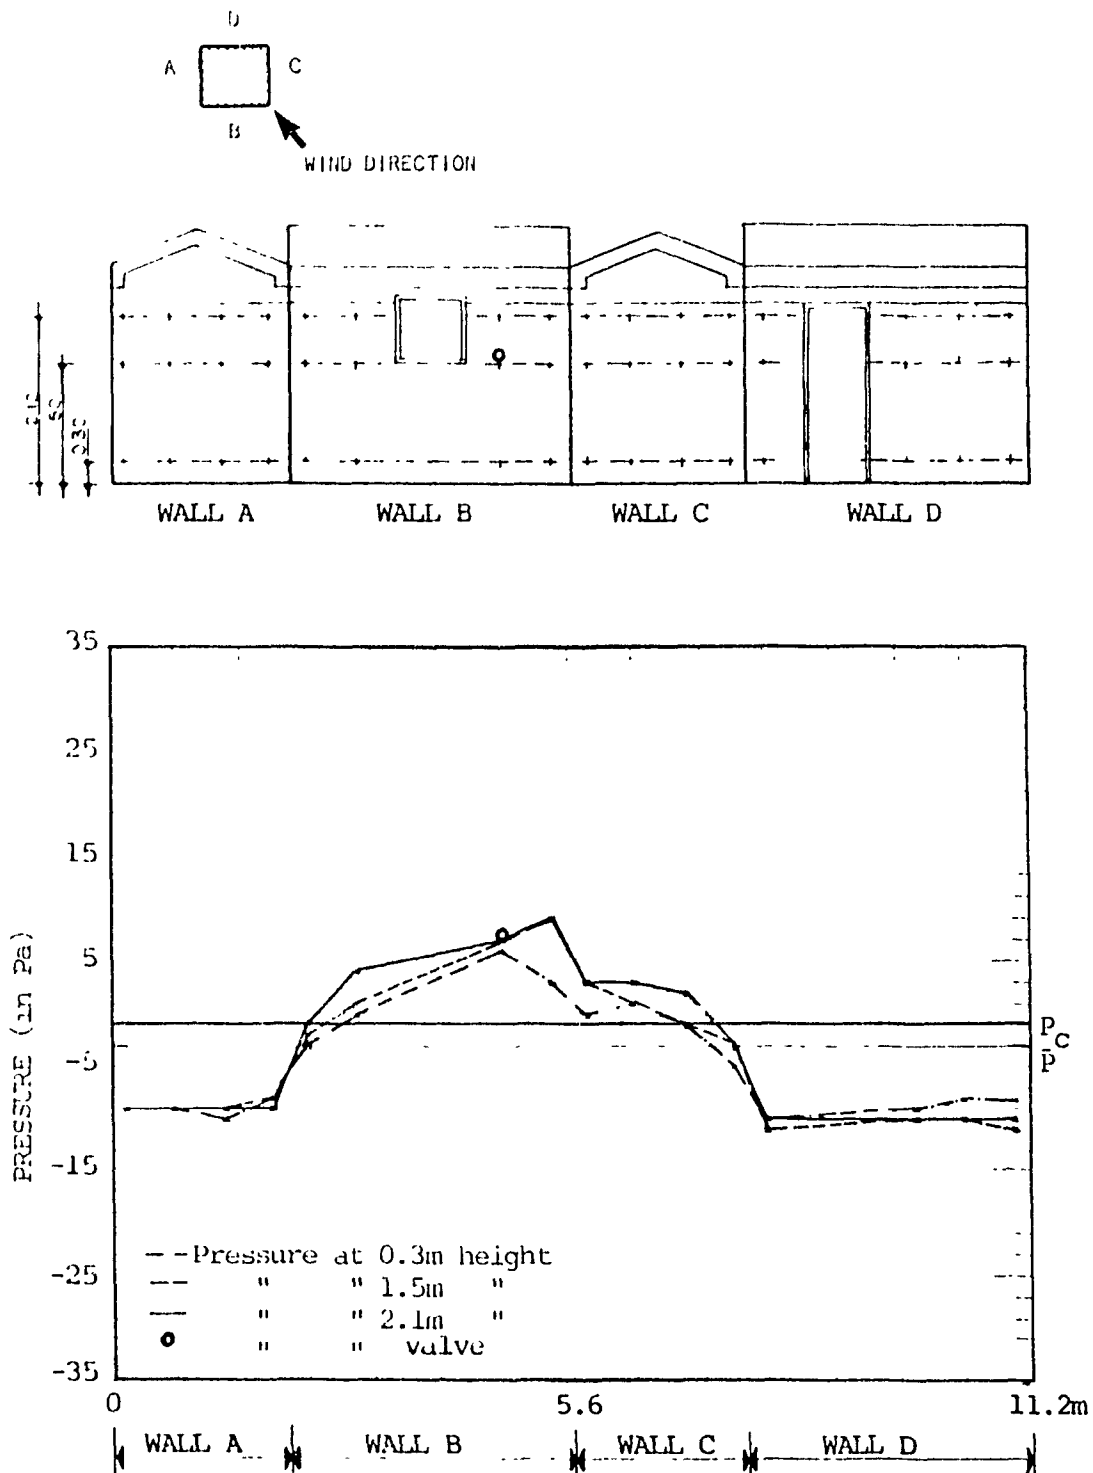 D
A C
B
WIND DIRECTION
WALL A WALL B WALL C WALL D
35
25
15
5
-5
-15
-25
-35
PRESSURE (in Pa)
Pc
p̄
-- Pressure at 0.3m height
" " 1.5m "
" " 2.1m "
" " valve
0 5.6 11.2m
WALL A WALL B WALL C WALL D